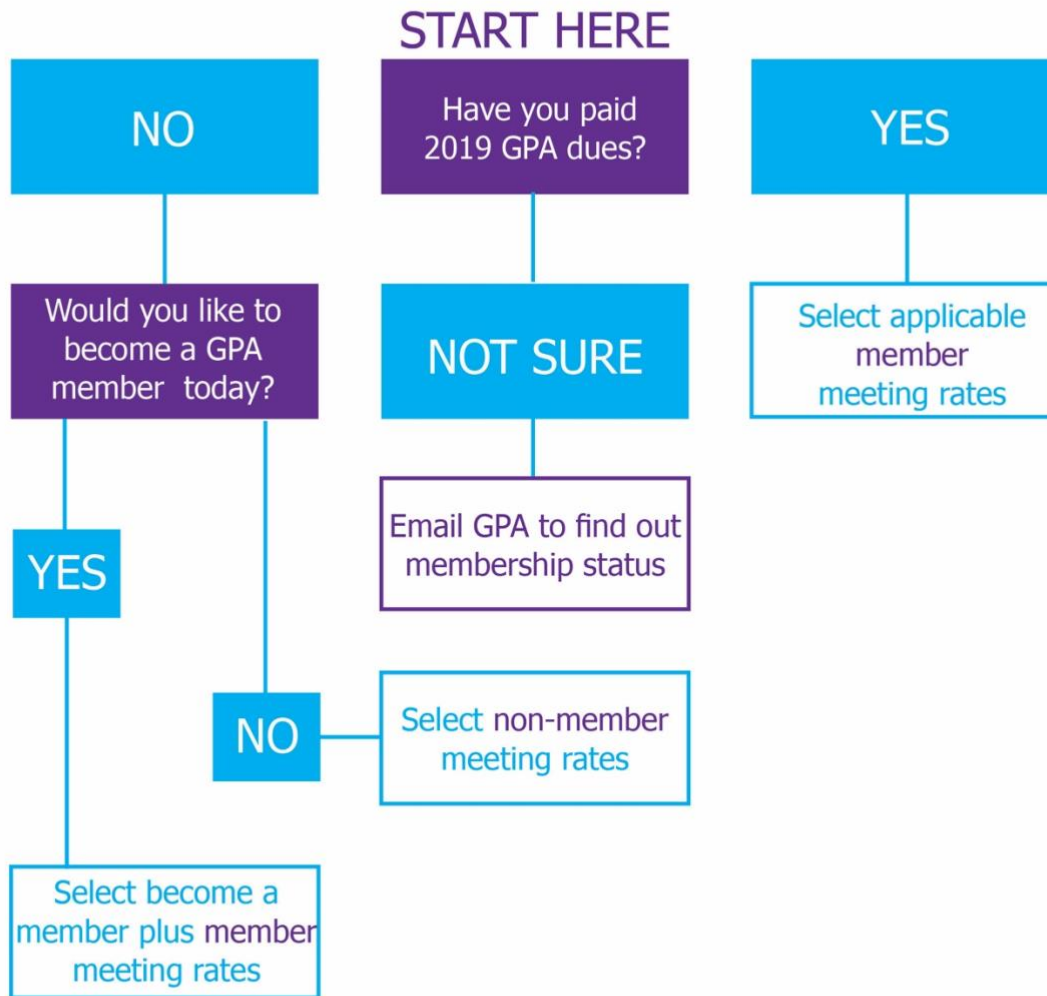 START HERE
NO
Have you paid
2019 GPA dues?
YES
Would you like to
become a GPA
member today?
NOT SURE
Select applicable
member
meeting rates
Email GPA to find out
membership status
YES
NO
Select non-member
meeting rates
Select become a
member plus member
meeting rates